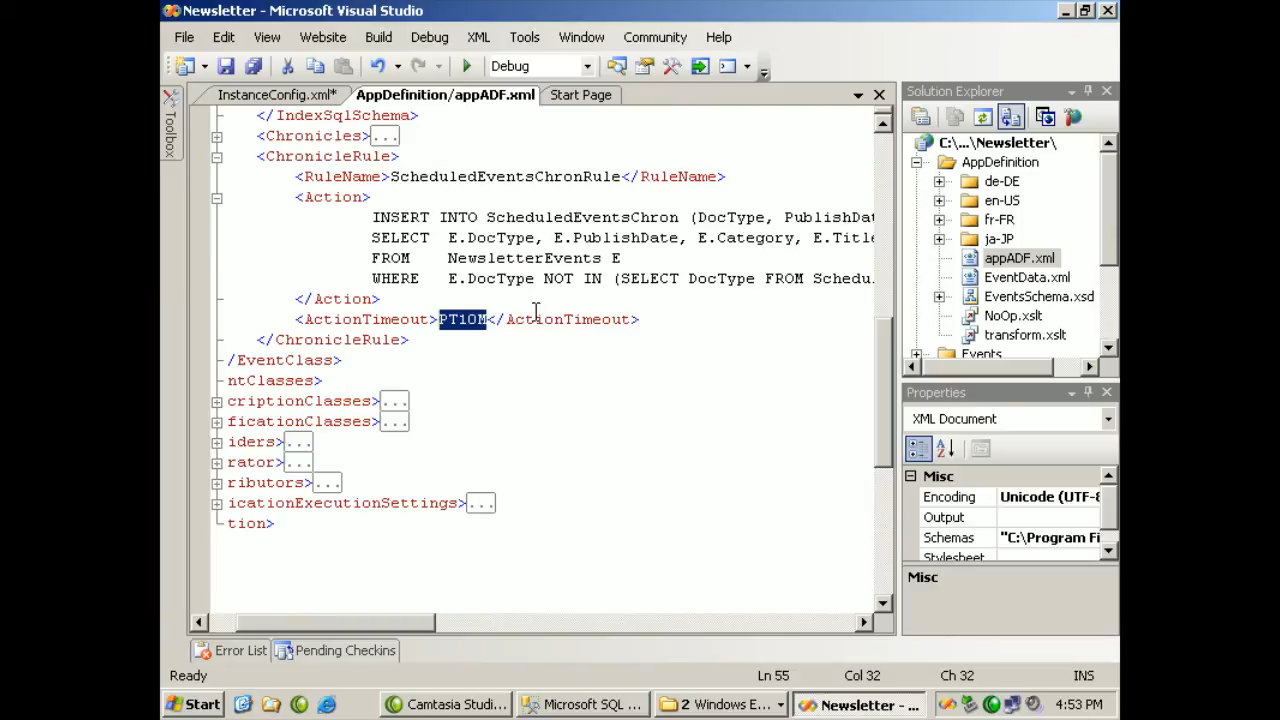 Newsletter - Microsoft Visual Studio
File Edit View Website Build Debug XML Tools Window Community Help
Debug
InstanceConfig.xml* AppDefinition/appADF.xml Start Page
Toolbox
</IndexSqlSchema>
<Chronicles>...
<ChronicleRule>
<RuleName>ScheduledEventsChronRule</RuleName>
<Action>
INSERT INTO ScheduledEventsChron (DocType, PublishDat
SELECT E.DocType, E.PublishDate, E.Category, E.Titl
FROM NewsletterEvents E
WHERE E.DocType NOT IN (SELECT DocType FROM Schedu
</Action>
<ActionTimeout>PT10M</ActionTimeout>
</ChronicleRule>
/EventClass>
ntClasses>
criptionClasses>...
ficationClasses>...
iders>...
rator>...
ributors>...
icationExecutionSettings>...
tion>
Solution Explorer
C:\...\Newsletter\
AppDefinition
de-DE
en-US
fr-FR
ja-JP
appADF.xml
EventData.xml
EventsSchema.xsd
NoOp.xslt
transform.xslt
Events
Properties
XML Document
Misc
Encoding Unicode (UTF-8
Output
Schemas "C:\Program Fi
Stylesheet
Misc
Error List Pending Checkins
Ready Ln 55 Col 32 Ch 32 INS
Start Camtasia Studi... Microsoft SQL ... 2 Windows E... Newsletter - ... 4:53 PM